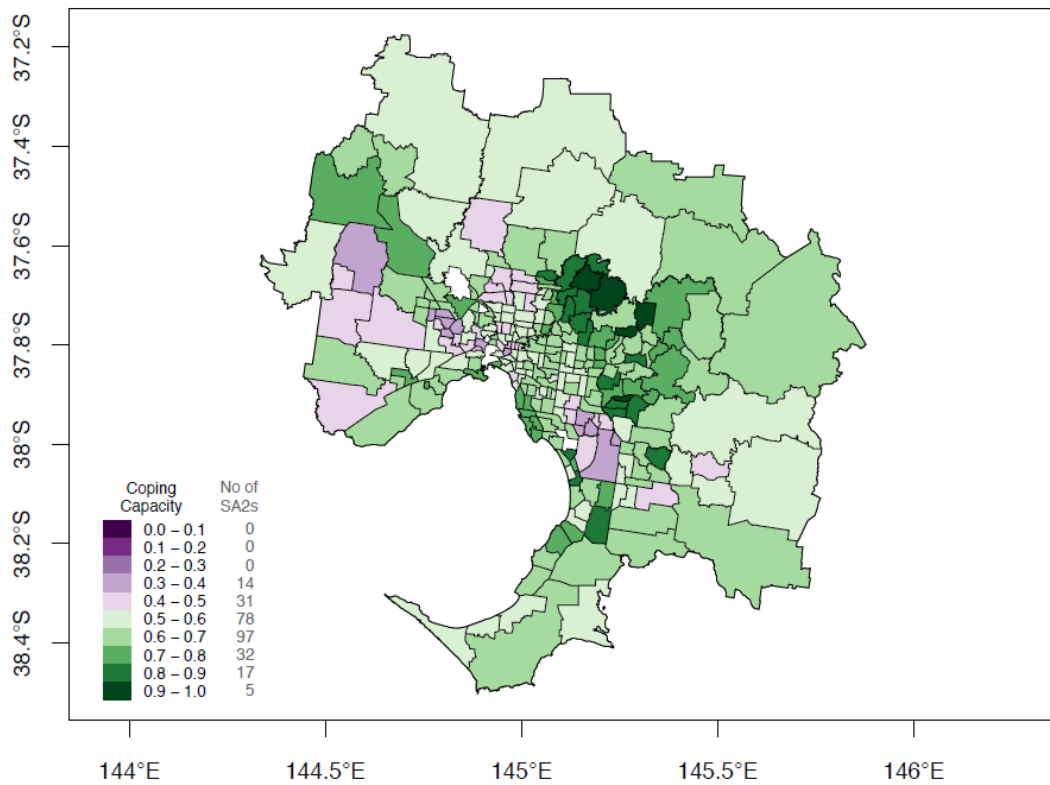 37.2°S
37.4°S
37.6°S
37.8°S
38°S
38.2°S
38.4°S
Coping Capacity No of SA2s
0.0 – 0.1 0
0.1 – 0.2 0
0.2 – 0.3 0
0.3 – 0.4 14
0.4 – 0.5 31
0.5 – 0.6 78
0.6 – 0.7 97
0.7 – 0.8 32
0.8 – 0.9 17
0.9 – 1.0 5
144°E 144.5°E 145°E 145.5°E 146°E